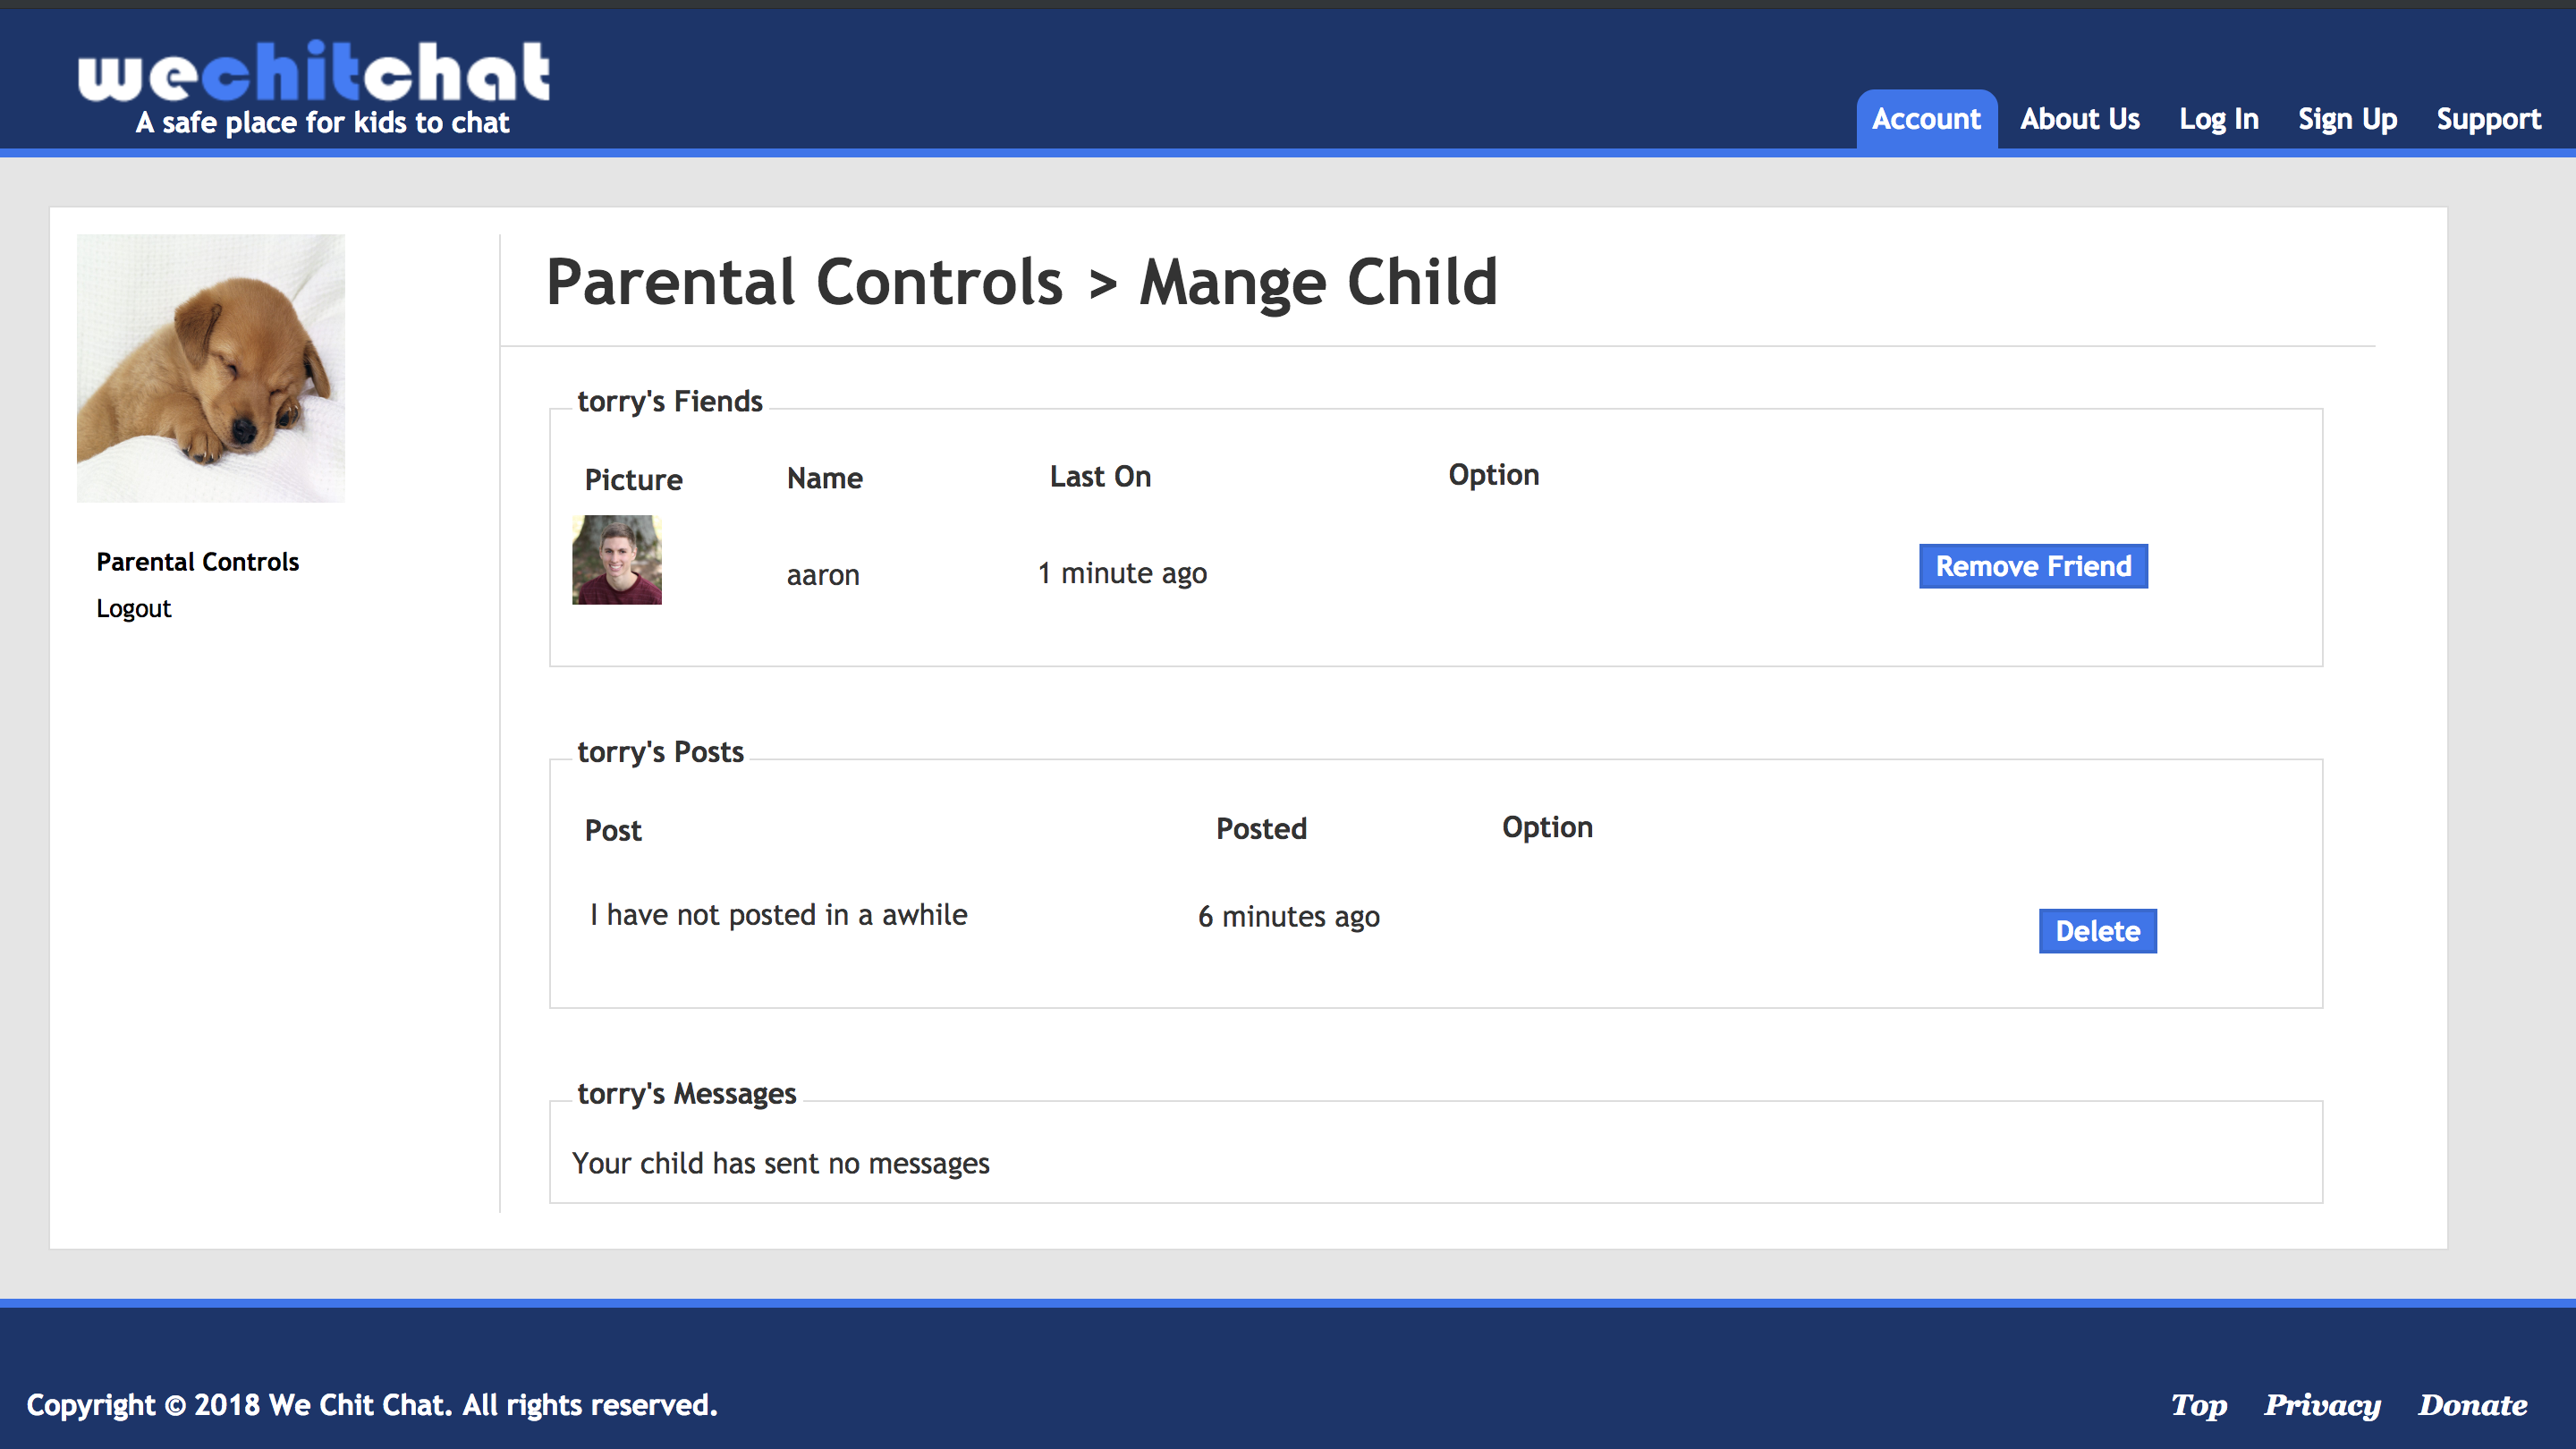 wechitchat
A safe place for kids to chat
Account About Us Log In Sign Up Support
Parental Controls > Mange Child
Parental Controls
Logout
torry's Fiends
Picture Name Last On Option
aaron 1 minute ago Remove Friend
torry's Posts
Post Posted Option
I have not posted in a awhile 6 minutes ago Delete
torry's Messages
Your child has sent no messages
Copyright © 2018 We Chit Chat. All rights reserved. Top Privacy Donate